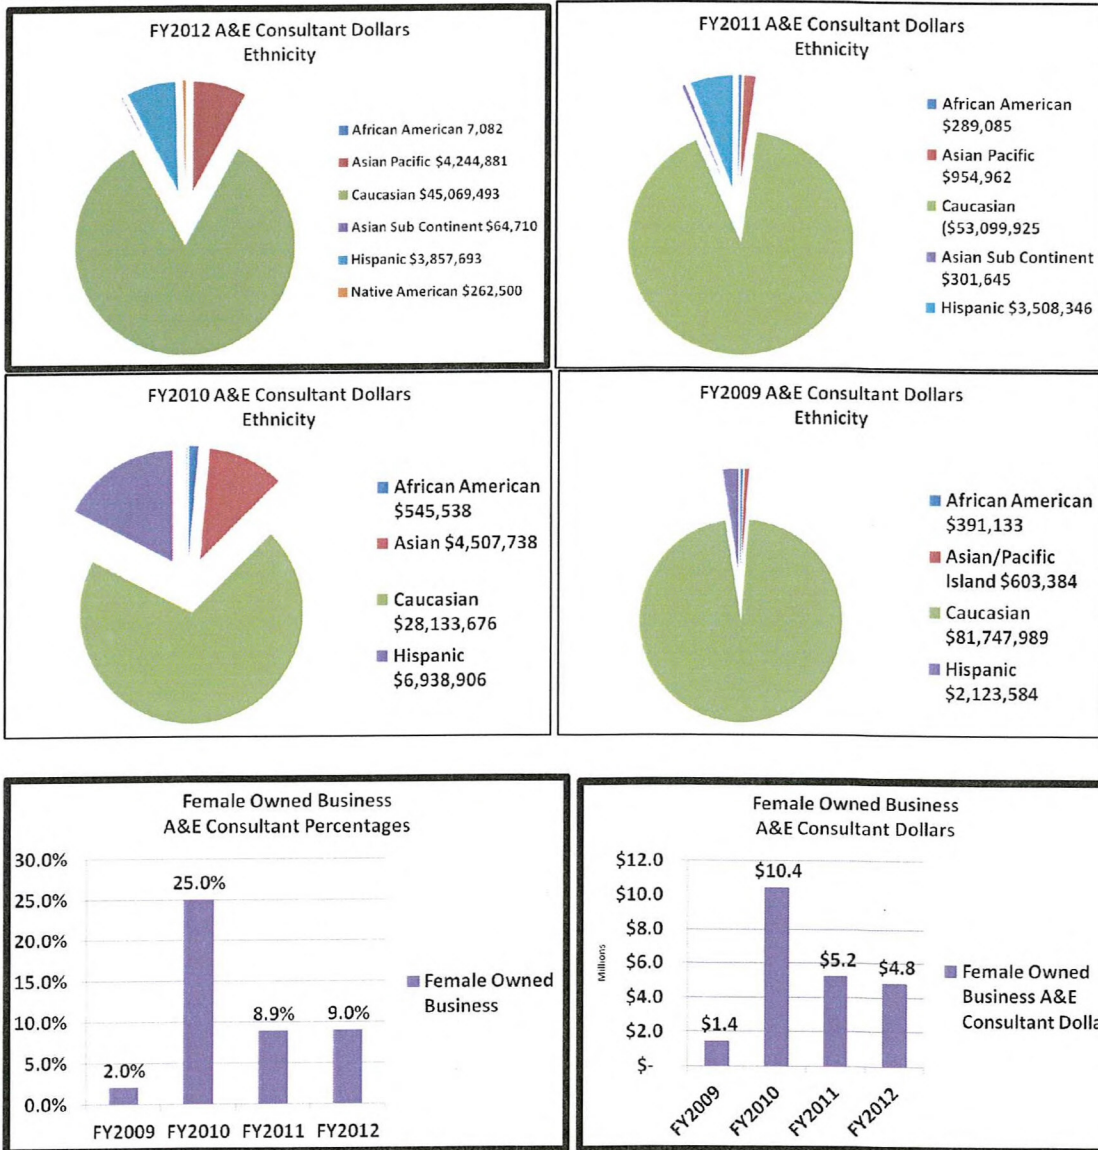 FY2012 A&E Consultant Dollars
Ethnicity
African American 7,082
Asian Pacific $4,244,881
Caucasian $45,069,493
Asian Sub Continent $64,710
Hispanic $3,857,693
Native American $262,500
FY2011 A&E Consultant Dollars
Ethnicity
African American
$289,085
Asian Pacific
$954,962
Caucasian
($53,099,925
Asian Sub Continent
$301,645
Hispanic $3,508,346
FY2010 A&E Consultant Dollars
Ethnicity
African American
$545,538
Asian $4,507,738
Caucasian
$28,133,676
Hispanic
$6,938,906
FY2009 A&E Consultant Dollars
Ethnicity
African American
$391,133
Asian/Pacific
Island $603,384
Caucasian
$81,747,989
Hispanic
$2,123,584
Female Owned Business
A&E Consultant Percentages
30.0%
25.0%
20.0%
15.0%
10.0%
5.0%
0.0%
2.0%
25.0%
8.9%
9.0%
FY2009 FY2010 FY2011 FY2012
Female Owned
Business
Female Owned Business
A&E Consultant Dollars
Millions
$12.0
$10.0
$8.0
$6.0
$4.0
$2.0
$-
$1.4
$10.4
$5.2
$4.8
FY2009
FY2010
FY2011
FY2012
Female Owned
Business A&E
Consultant Dolla